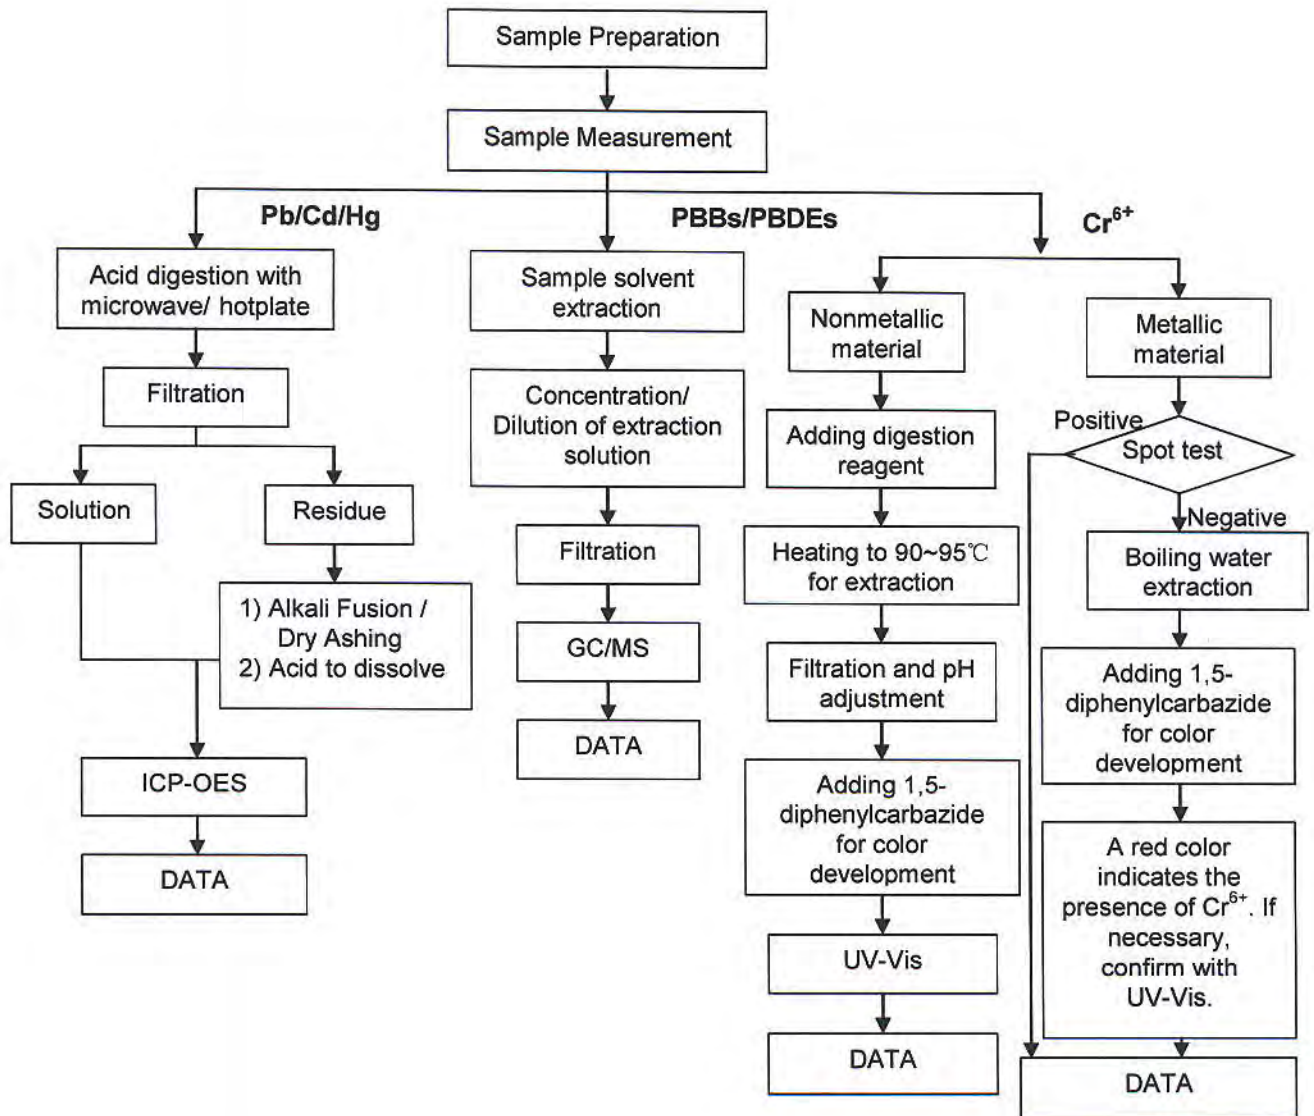 Sample Preparation
Sample Measurement
Pb/Cd/Hg
PBBs/PBDEs
Cr⁶⁺
Acid digestion with
microwave/ hotplate
Filtration
Solution
Residue
1) Alkali Fusion /
Dry Ashing
2) Acid to dissolve
ICP-OES
DATA
Sample solvent
extraction
Concentration/
Dilution of extraction
solution
Filtration
GC/MS
DATA
Nonmetallic
material
Adding digestion
reagent
Heating to 90~95℃
for extraction
Filtration and pH
adjustment
Adding 1,5-
diphenylcarbazide
for color
development
UV-Vis
DATA
Metallic
material
Positive
Spot test
Negative
Boiling water
extraction
Adding 1,5-
diphenylcarbazide
for color
development
A red color
indicates the
presence of Cr⁶⁺. If
necessary,
confirm with
UV-Vis.
DATA